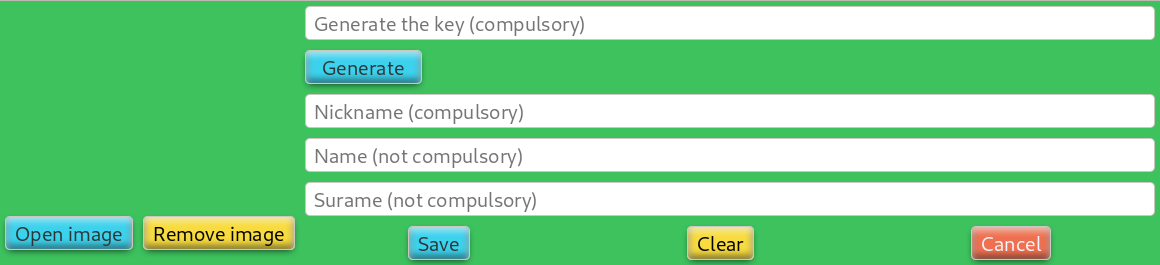 Generate the key (compulsory)
Generate
Nickname (compulsory)
Name (not compulsory)
Surame (not compulsory)
Open image Remove image
Save Clear Cancel